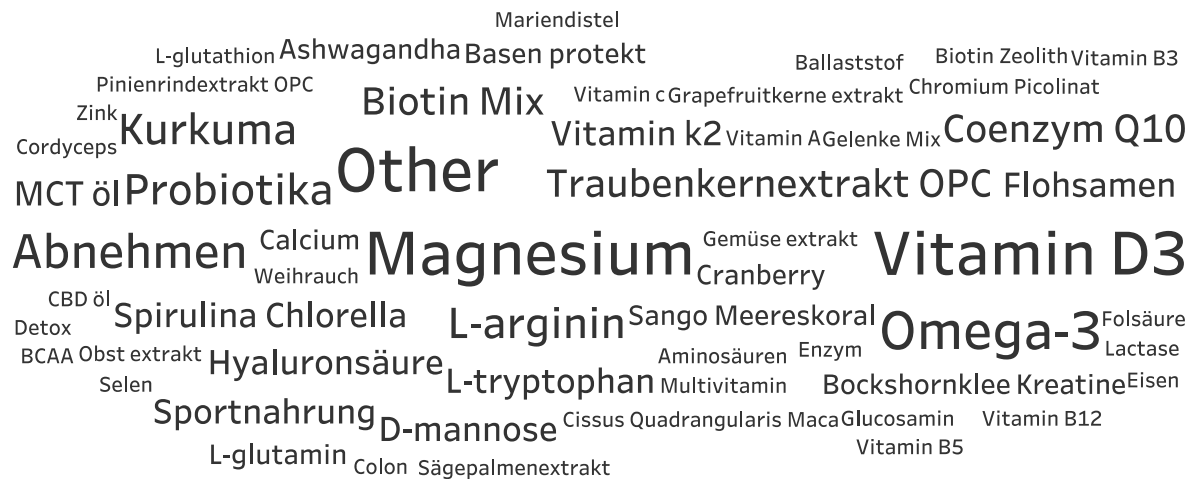 Mariendistel
L-glutathion Ashwagandha Basen protekt Ballaststof Biotin Zeolith Vitamin B3
Pinienrindextrakt OPC Biotin Mix Vitamin c Grapefruitkerne extrakt Chromium Picolinat
Zink Kurkuma Vitamin k2 Vitamin A Gelenke Mix Coenzym Q10
Cordyceps
MCT öl Probiotika Other Traubenkernextrakt OPC Flohsamen
Abnehmen Calcium Magnesium Gemüse extrakt Vitamin D3
Weihrauch Cranberry
CBD öl Spirulina Chlorella L-arginin Sango Meereskoral Omega-3 Folsäure
Detox
BCAA Obst extrakt Hyaluronsäure Aminosäuren Enzym Lactase
Selen L-tryptophan Multivitamin Bockshornklee Kreatine Eisen
Sportnahrung D-mannose Cissus Quadrangularis Maca Glucosamin Vitamin B12
L-glutamin Colon Sägepalmenextrakt Vitamin B5